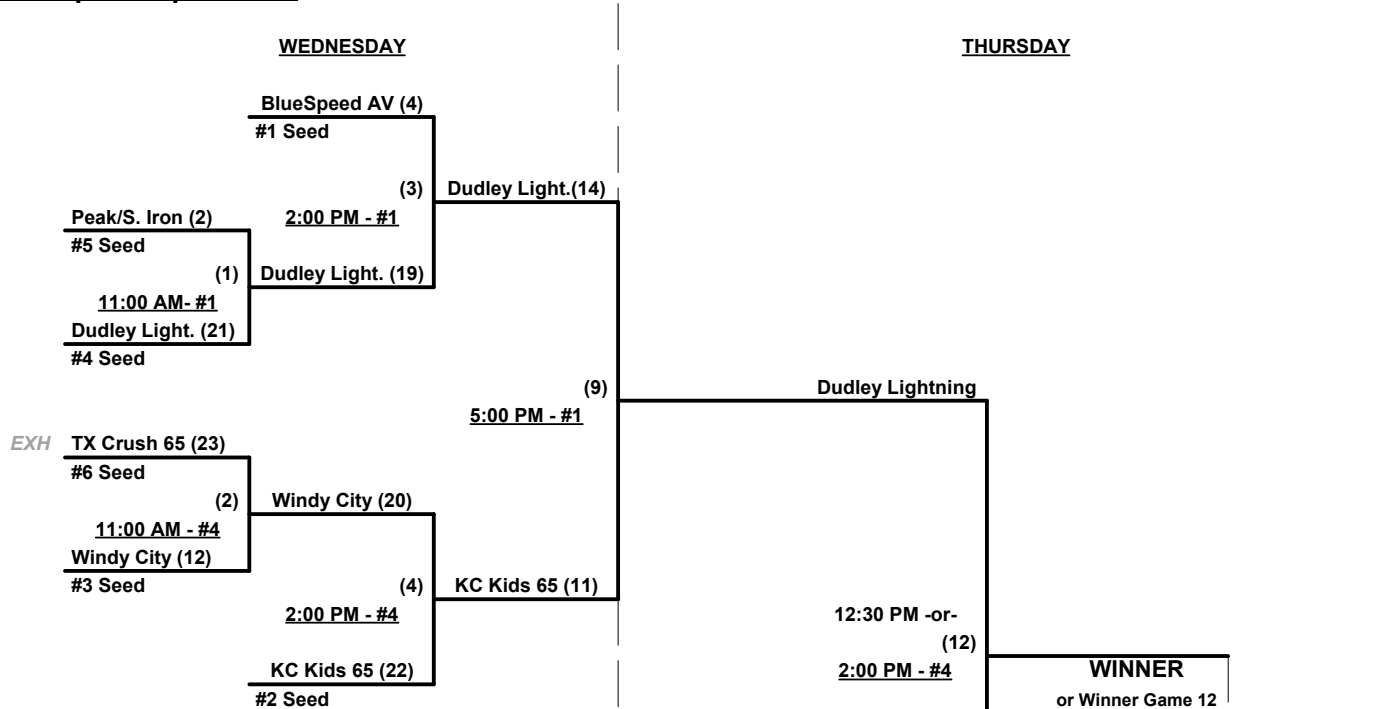 WEDNESDAY
THURSDAY
BlueSpeed AV (4)
#1 Seed
(3)
Dudley Light.(14)
Peak/S. Iron (2)
2:00 PM - #1
#5 Seed
(1)
Dudley Light. (19)
11:00 AM- #1
Dudley Light. (21)
#4 Seed
(9)
Dudley Lightning
5:00 PM - #1
EXH
TX Crush 65 (23)
#6 Seed
(2)
Windy City (20)
11:00 AM - #4
Windy City (12)
#3 Seed
(4)
KC Kids 65 (11)
2:00 PM - #4
12:30 PM -or-
(12)
KC Kids 65 (22)
2:00 PM - #4
WINNER
#2 Seed
or Winner Game 12